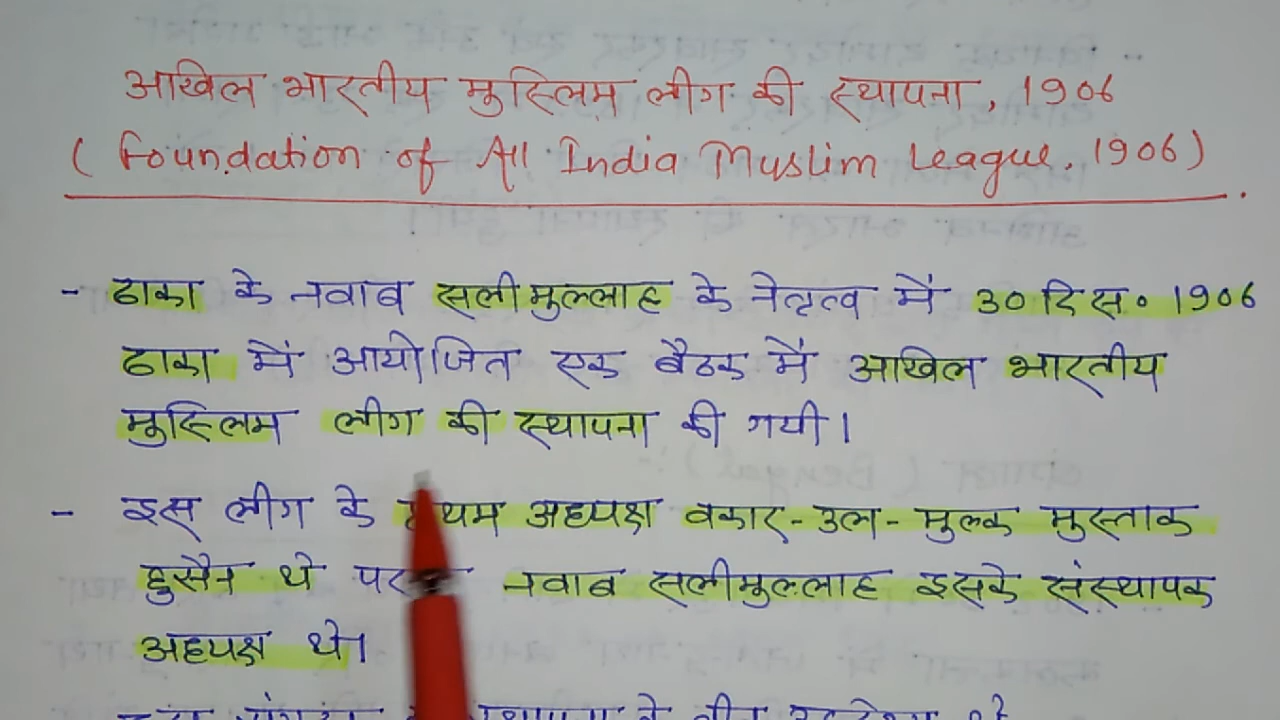 अखिल भारतीय मुस्लिम लीग की स्थापना, 1906
( Foundation of All India Muslim League. 1906)
- ढाका के नवाब सलीमुल्लाह के नेतृत्व में 30 दिस० 1906
ढाका में आयोजित एक बैठक में अखिल भारतीय
मुस्लिम लीग की स्थापना की गयी।
- इस लीग के प्रथम अध्यक्ष वकार-उल-मुल्क मुस्ताक
हुसैन थे नवाब सलीमुल्लाह इसके संस्थापक
अध्यक्ष थे।